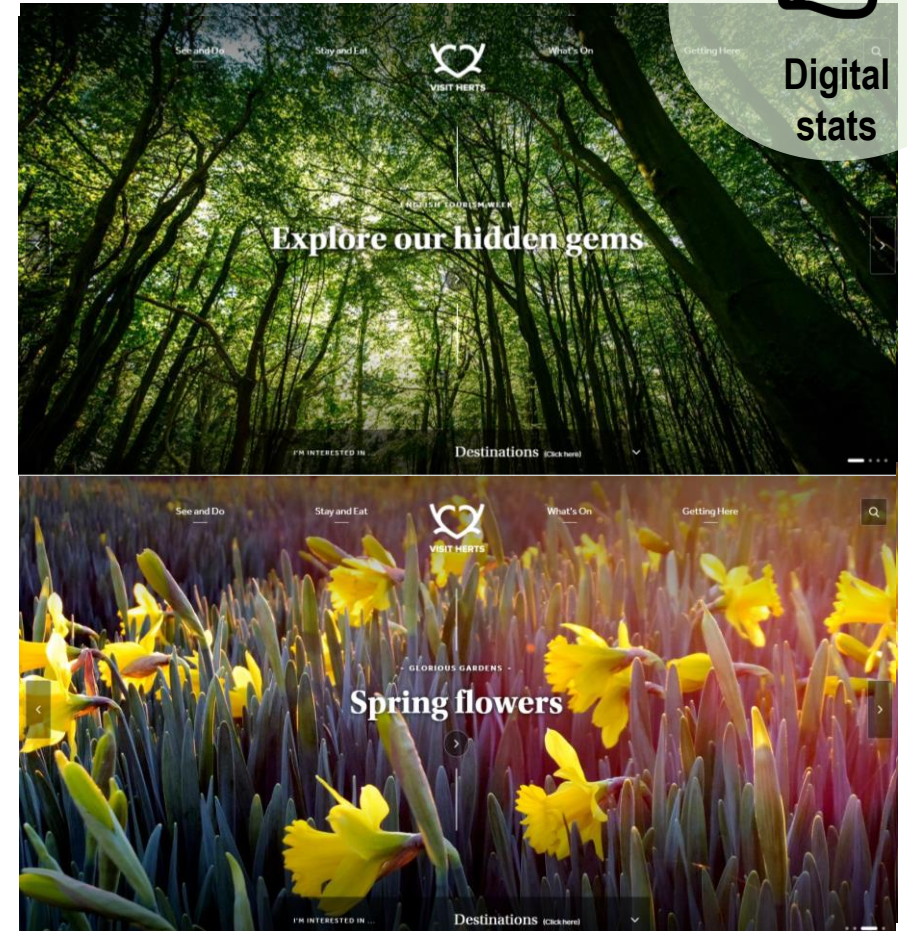 Digital
stats
See and Do
Stay and Eat
VISIT HERTS
What's On
Getting Here
ENGLISH TOURISM WEEK
Explore our hidden gems
I'M INTERESTED IN ...
Destinations (Click here)
See and Do
Stay and Eat
VISIT HERTS
What's On
Getting Here
- GLORIOUS GARDENS -
Spring flowers
I'M INTERESTED IN ...
Destinations (Click here)